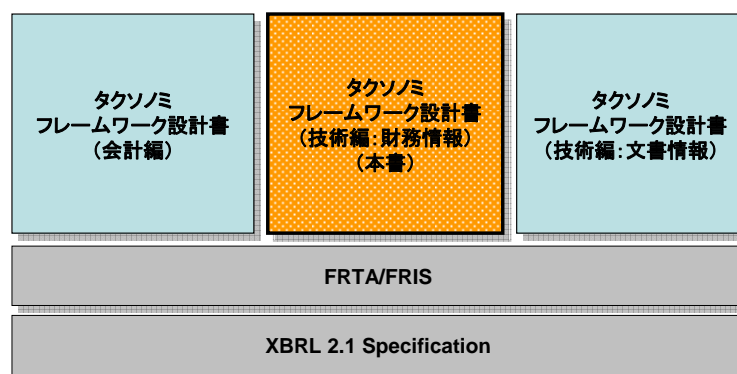 タクソノミ
フレームワーク設計書
(会計編)
タクソノミ
フレームワーク設計書
(技術編:財務情報)
(本書)
タクソノミ
フレームワーク設計書
(技術編:文書情報)
FRTA/FRIS
XBRL 2.1 Specification